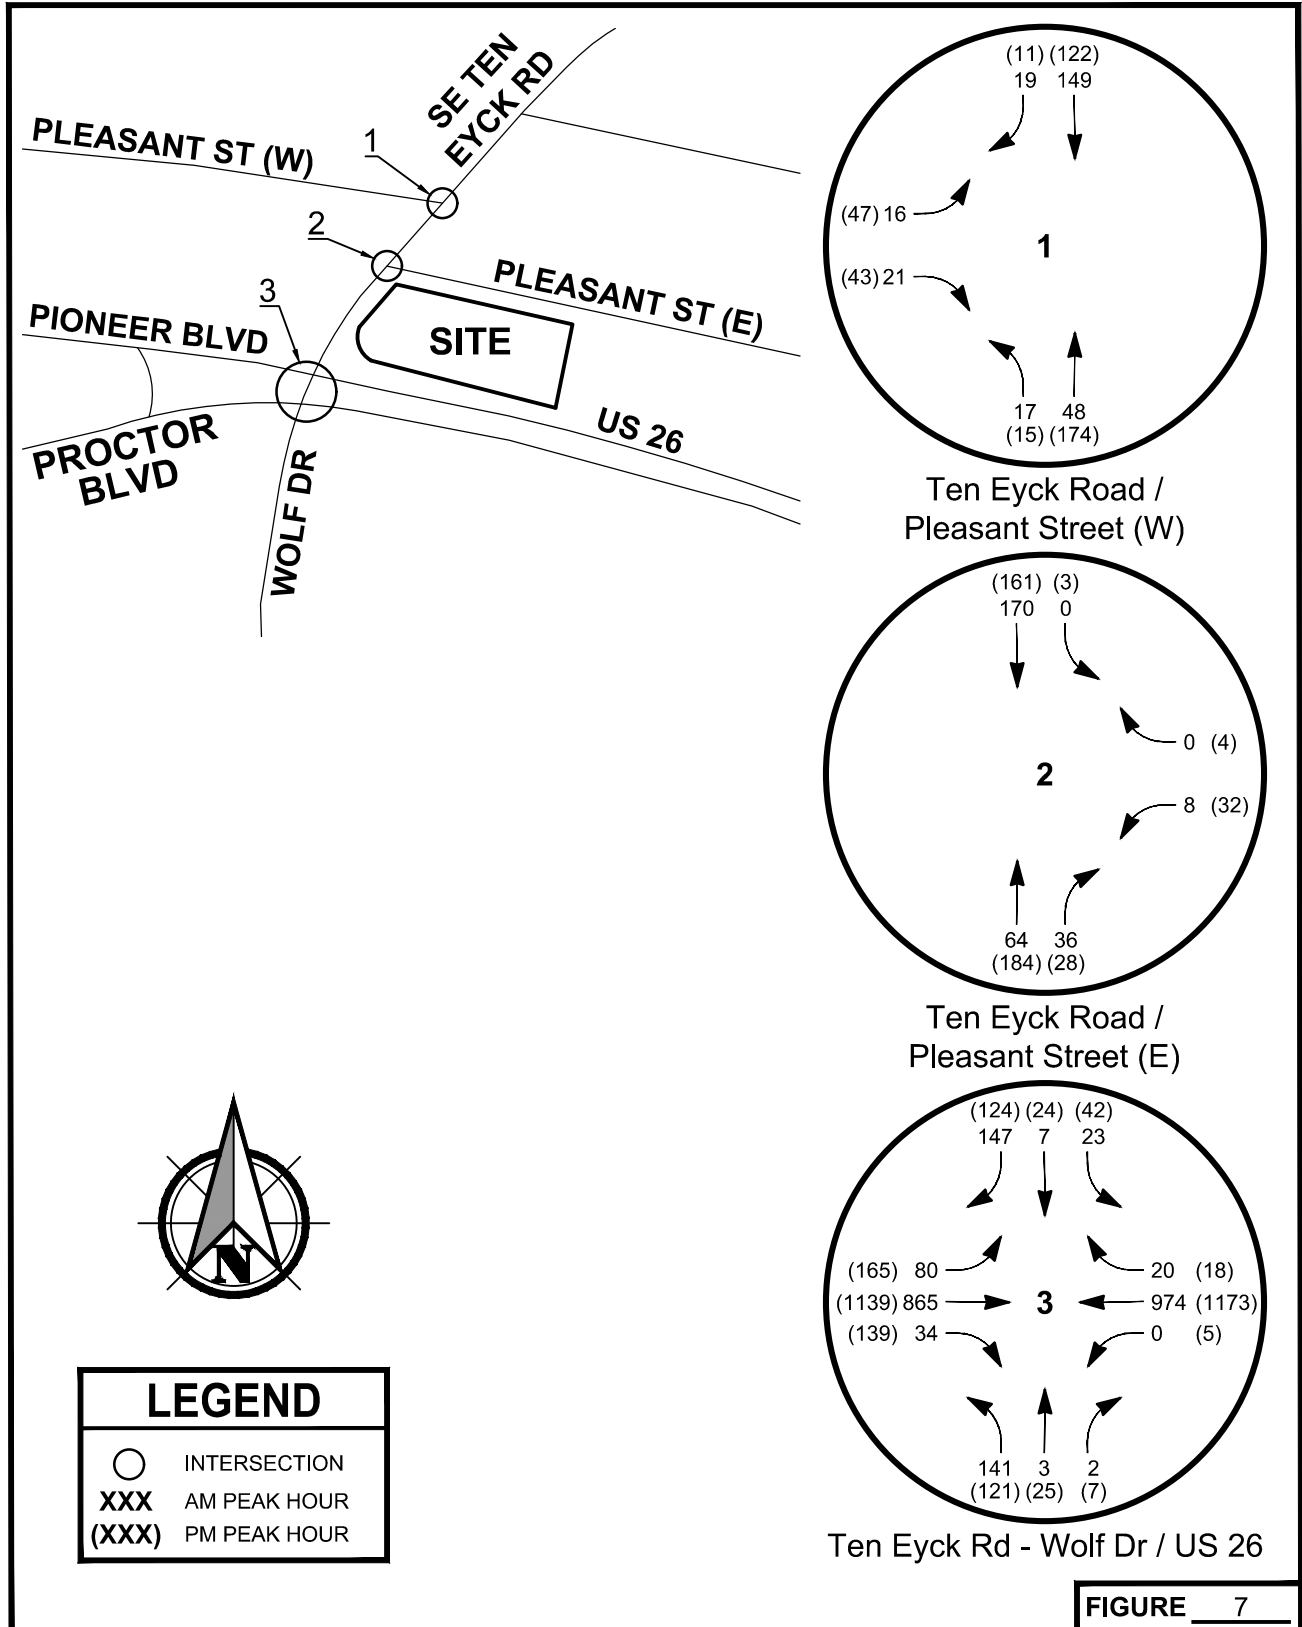 SE TEN
EYCK RD
PLEASANT ST (W)
1
2
PLEASANT ST (E)
3
PIONEER BLVD
SITE
US 26
PROCTOR
BLVD
WOLF DR
(11) (122)
19 149
(47) 16
1
(43) 21
17 48
(15) (174)
Ten Eyck Road /
Pleasant Street (W)
(161) (3)
170 0
0 (4)
2
8 (32)
64 36
(184) (28)
Ten Eyck Road /
Pleasant Street (E)
(124) (24) (42)
147 7 23
(165) 80 20 (18)
(1139) 865 3 974 (1173)
(139) 34 0 (5)
141 3 2
(121) (25) (7)
Ten Eyck Rd - Wolf Dr / US 26
N
LEGEND
INTERSECTION
XXX AM PEAK HOUR
(XXX) PM PEAK HOUR
FIGURE 7